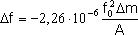 Δf = −2,26 · 10⁻⁶ f₀²Δm / A